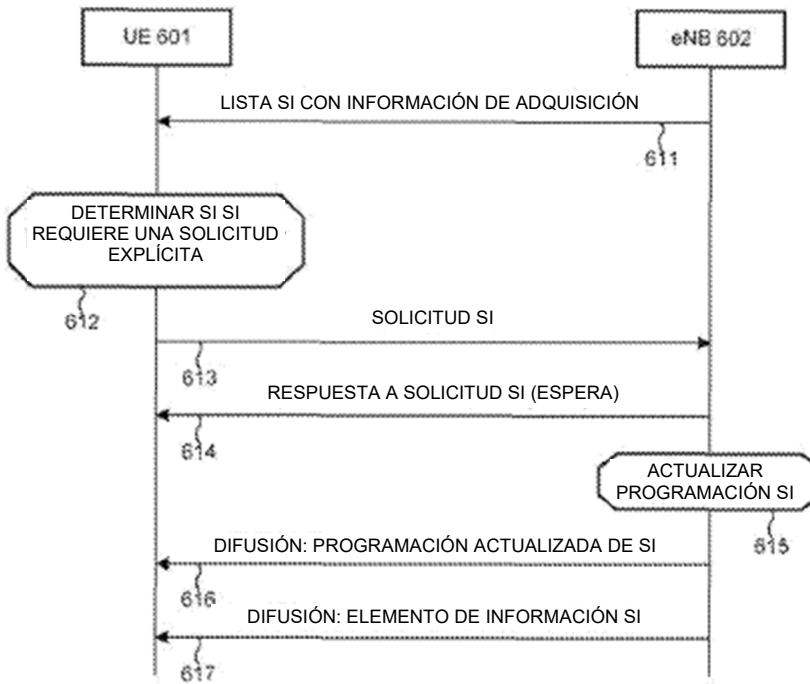 UE 601
eNB 602
LISTA SI CON INFORMACIÓN DE ADQUISICIÓN
611
DETERMINAR SI SI
REQUIERE UNA SOLICITUD
EXPLÍCITA
612
SOLICITUD SI
613
RESPUESTA A SOLICITUD SI (ESPERA)
614
ACTUALIZAR
PROGRAMACIÓN SI
615
DIFUSIÓN: PROGRAMACIÓN ACTUALIZADA DE SI
616
DIFUSIÓN: ELEMENTO DE INFORMACIÓN SI
617